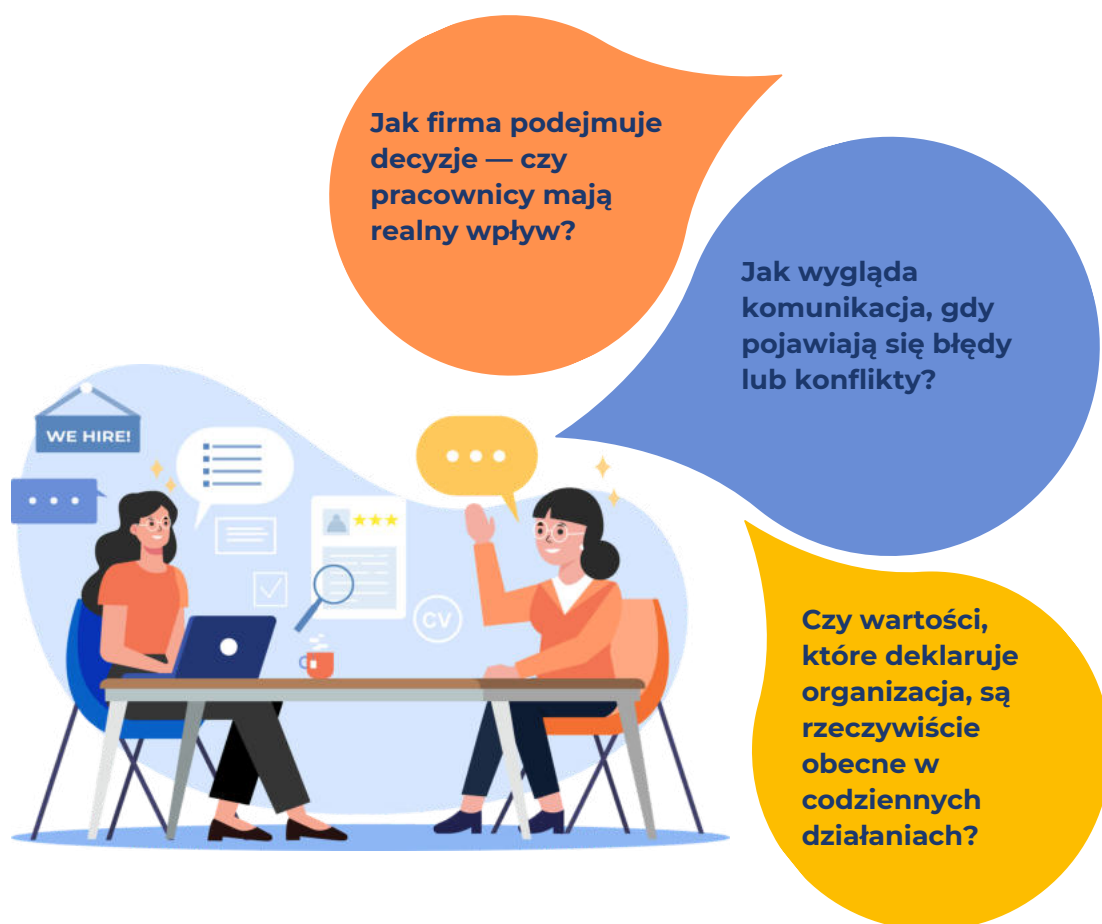 Jak firma podejmuje
decyzje — czy
pracownicy mają
realny wpływ?
Jak wygląda
komunikacja, gdy
pojawiają się błędy
lub konflikty?
WE HIRE!
CV
Czy wartości,
które deklaruje
organizacja, są
rzeczywiście
obecne w
codziennych
działaniach?